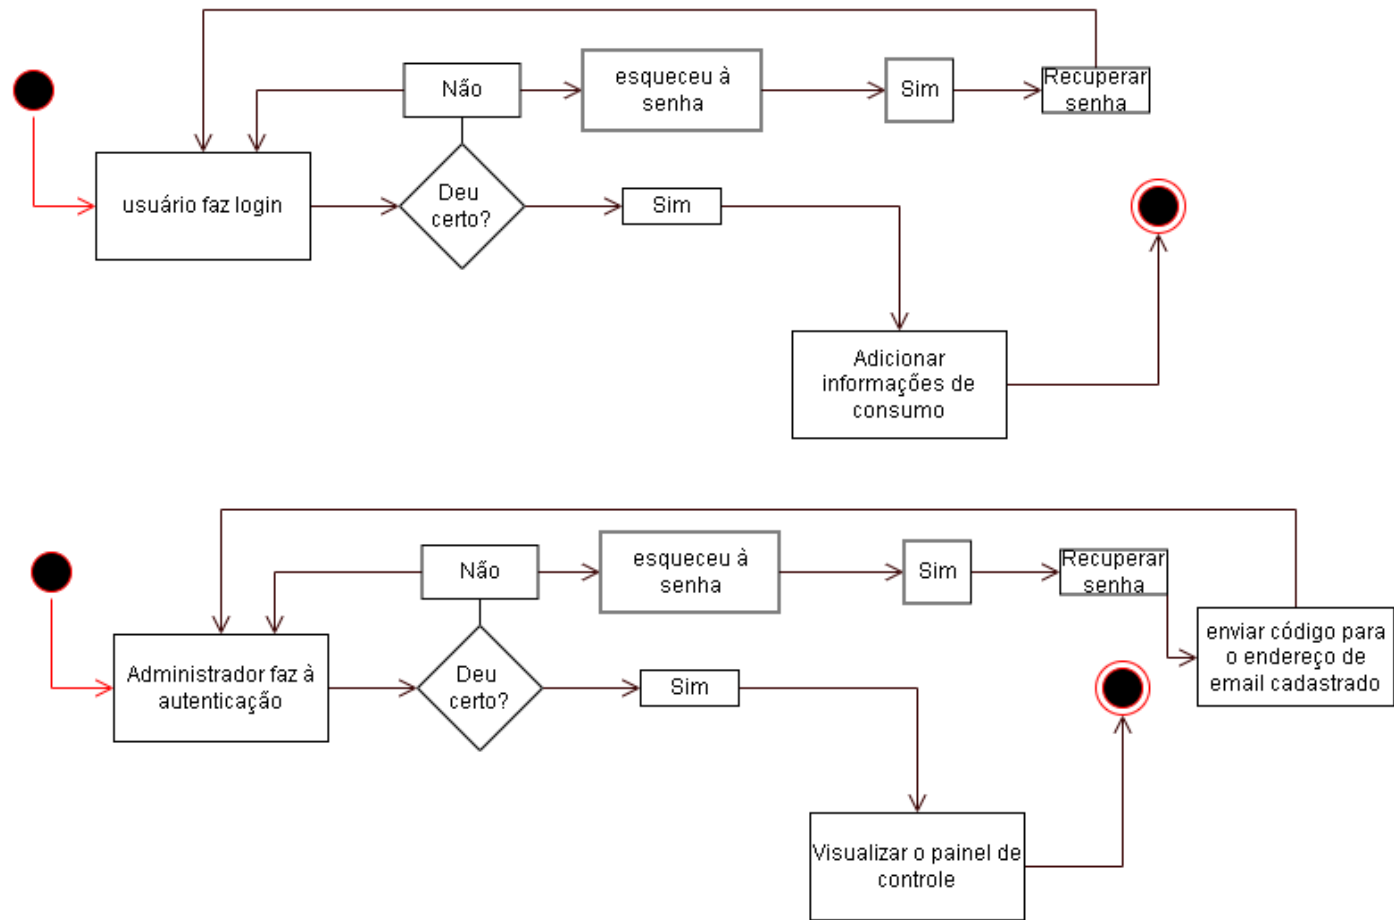 Não
esqueceu à
senha
Sim
Recuperar
senha
usuário faz login
Deu
certo?
Sim
Adicionar
informações de
consumo
Não
esqueceu à
senha
Sim
Recuperar
senha
enviar código para
o endereço de
email cadastrado
Administrador faz à
autenticação
Deu
certo?
Sim
Visualizar o painel de
controle